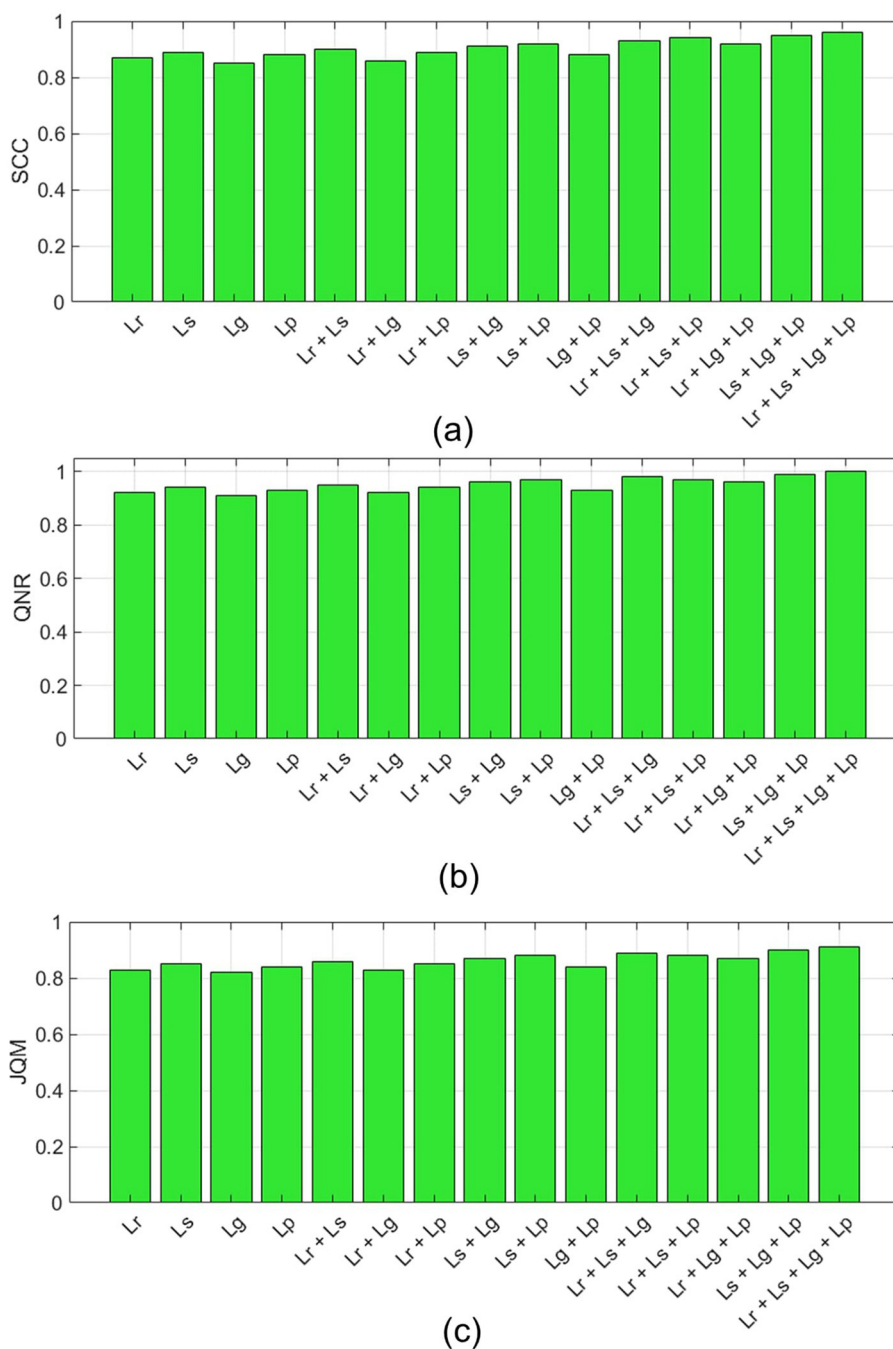 1
0.8
0.6
0.4
0.2
0
SCC
Lr
Ls
Lg
Lp
Lr + Ls
Lr + Lg
Lr + Lp
Ls + Lg
Ls + Lp
Lg + Lp
Lr + Ls + Lg
Lr + Ls + Lp
Lr + Lg + Lp
Ls + Lg + Lp
Lr + Ls + Lg + Lp
(a)
1
0.8
0.6
0.4
0.2
0
QNR
Lr
Ls
Lg
Lp
Lr + Ls
Lr + Lg
Lr + Lp
Ls + Lg
Ls + Lp
Lg + Lp
Lr + Ls + Lg
Lr + Ls + Lp
Lr + Lg + Lp
Ls + Lg + Lp
Lr + Ls + Lg + Lp
(b)
1
0.8
0.6
0.4
0.2
0
JQM
Lr
Ls
Lg
Lp
Lr + Ls
Lr + Lg
Lr + Lp
Ls + Lg
Ls + Lp
Lg + Lp
Lr + Ls + Lg
Lr + Ls + Lp
Lr + Lg + Lp
Ls + Lg + Lp
Lr + Ls + Lg + Lp
(c)